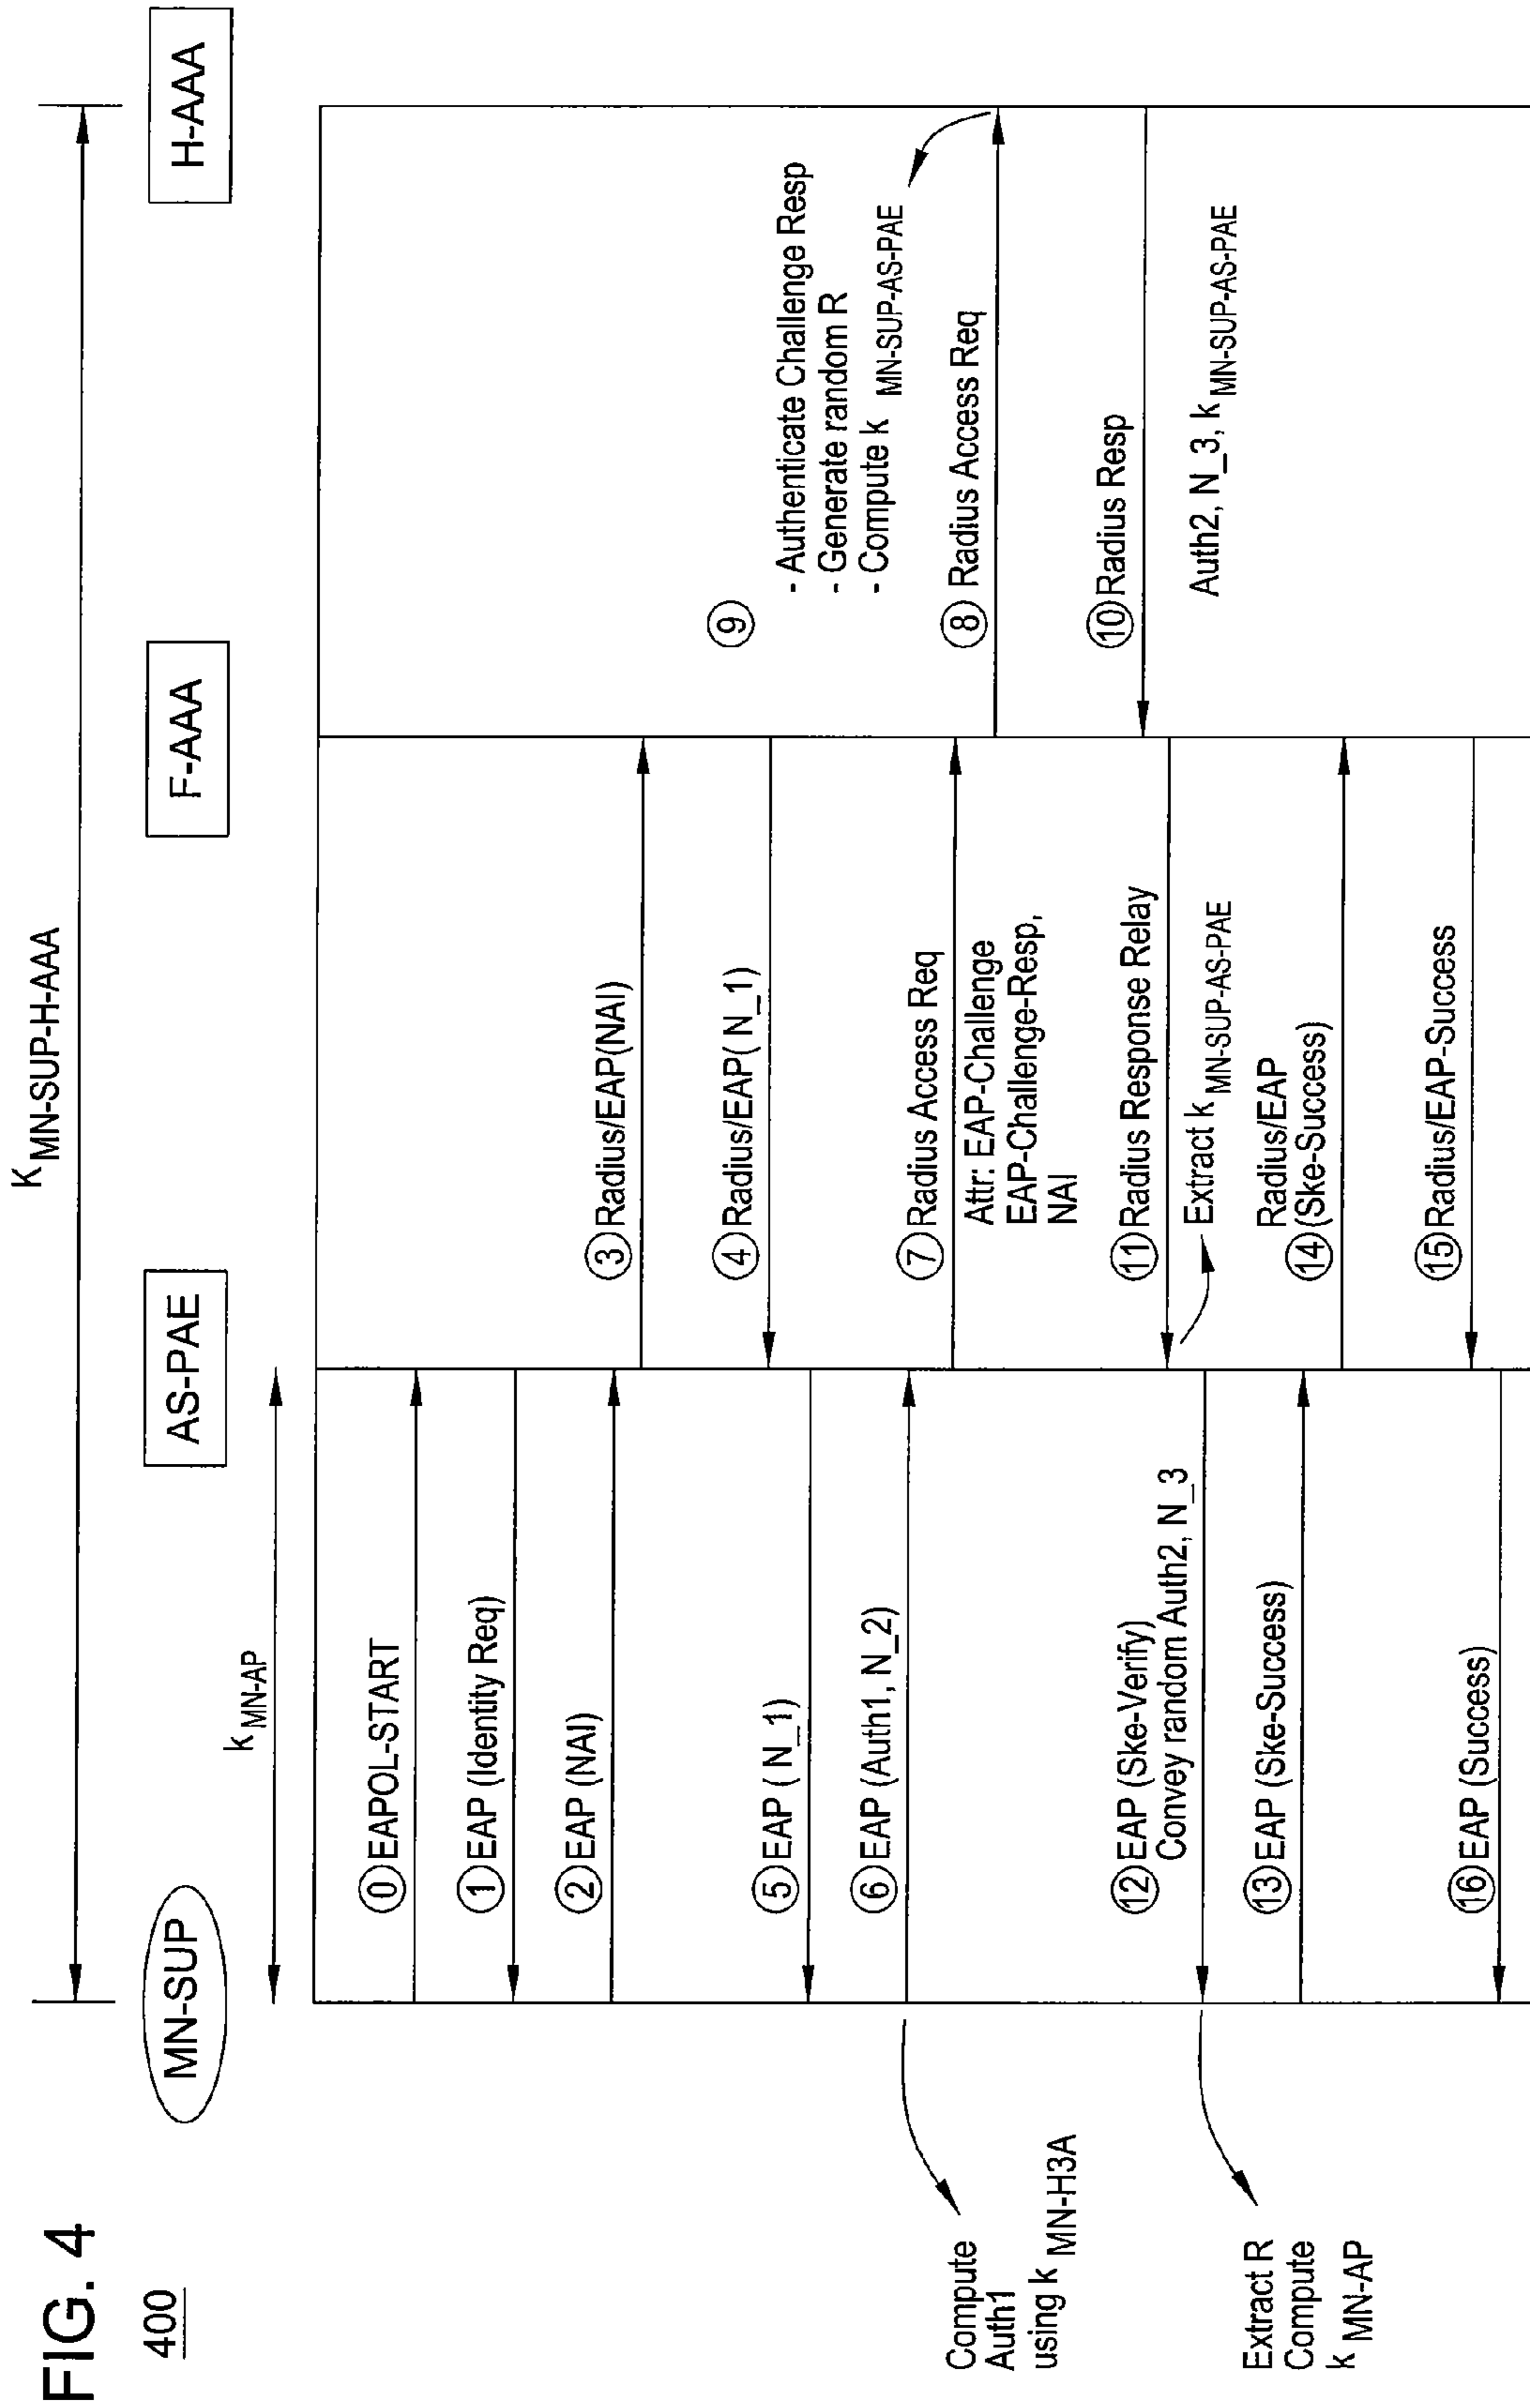 FIG. 4
400
K MN-SUP-H-AAA
MN-SUP
AS-PAE
F-AAA
H-AAA
k MN-AP
0 EAPOL-START
1 EAP (Identity Req)
2 EAP (NAI)
3 Radius/EAP(NAI)
4 Radius/EAP( N_1)
5 EAP ( N_1)
6 EAP (Auth1, N_2)
Compute
Auth1
using k MN-H3A
7 Radius Access Req
Attr: EAP-Challenge
EAP-Challenge-Resp,
NAI
9
- Authenticate Challenge Resp
- Generate random R
- Compute k MN-SUP-AS-PAE
8 Radius Access Req
10 Radius Resp
Auth2, N_3, k MN-SUP-AS-PAE
11 Radius Response Relay
Extract k MN-SUP-AS-PAE
12 EAP (Ske-Verify)
Convey random Auth2, N_3
Extract R
Compute
k MN-AP
13 EAP (Ske-Success)
Radius/EAP
14 (Ske-Success)
15 Radius/EAP-Success
16 EAP (Success)